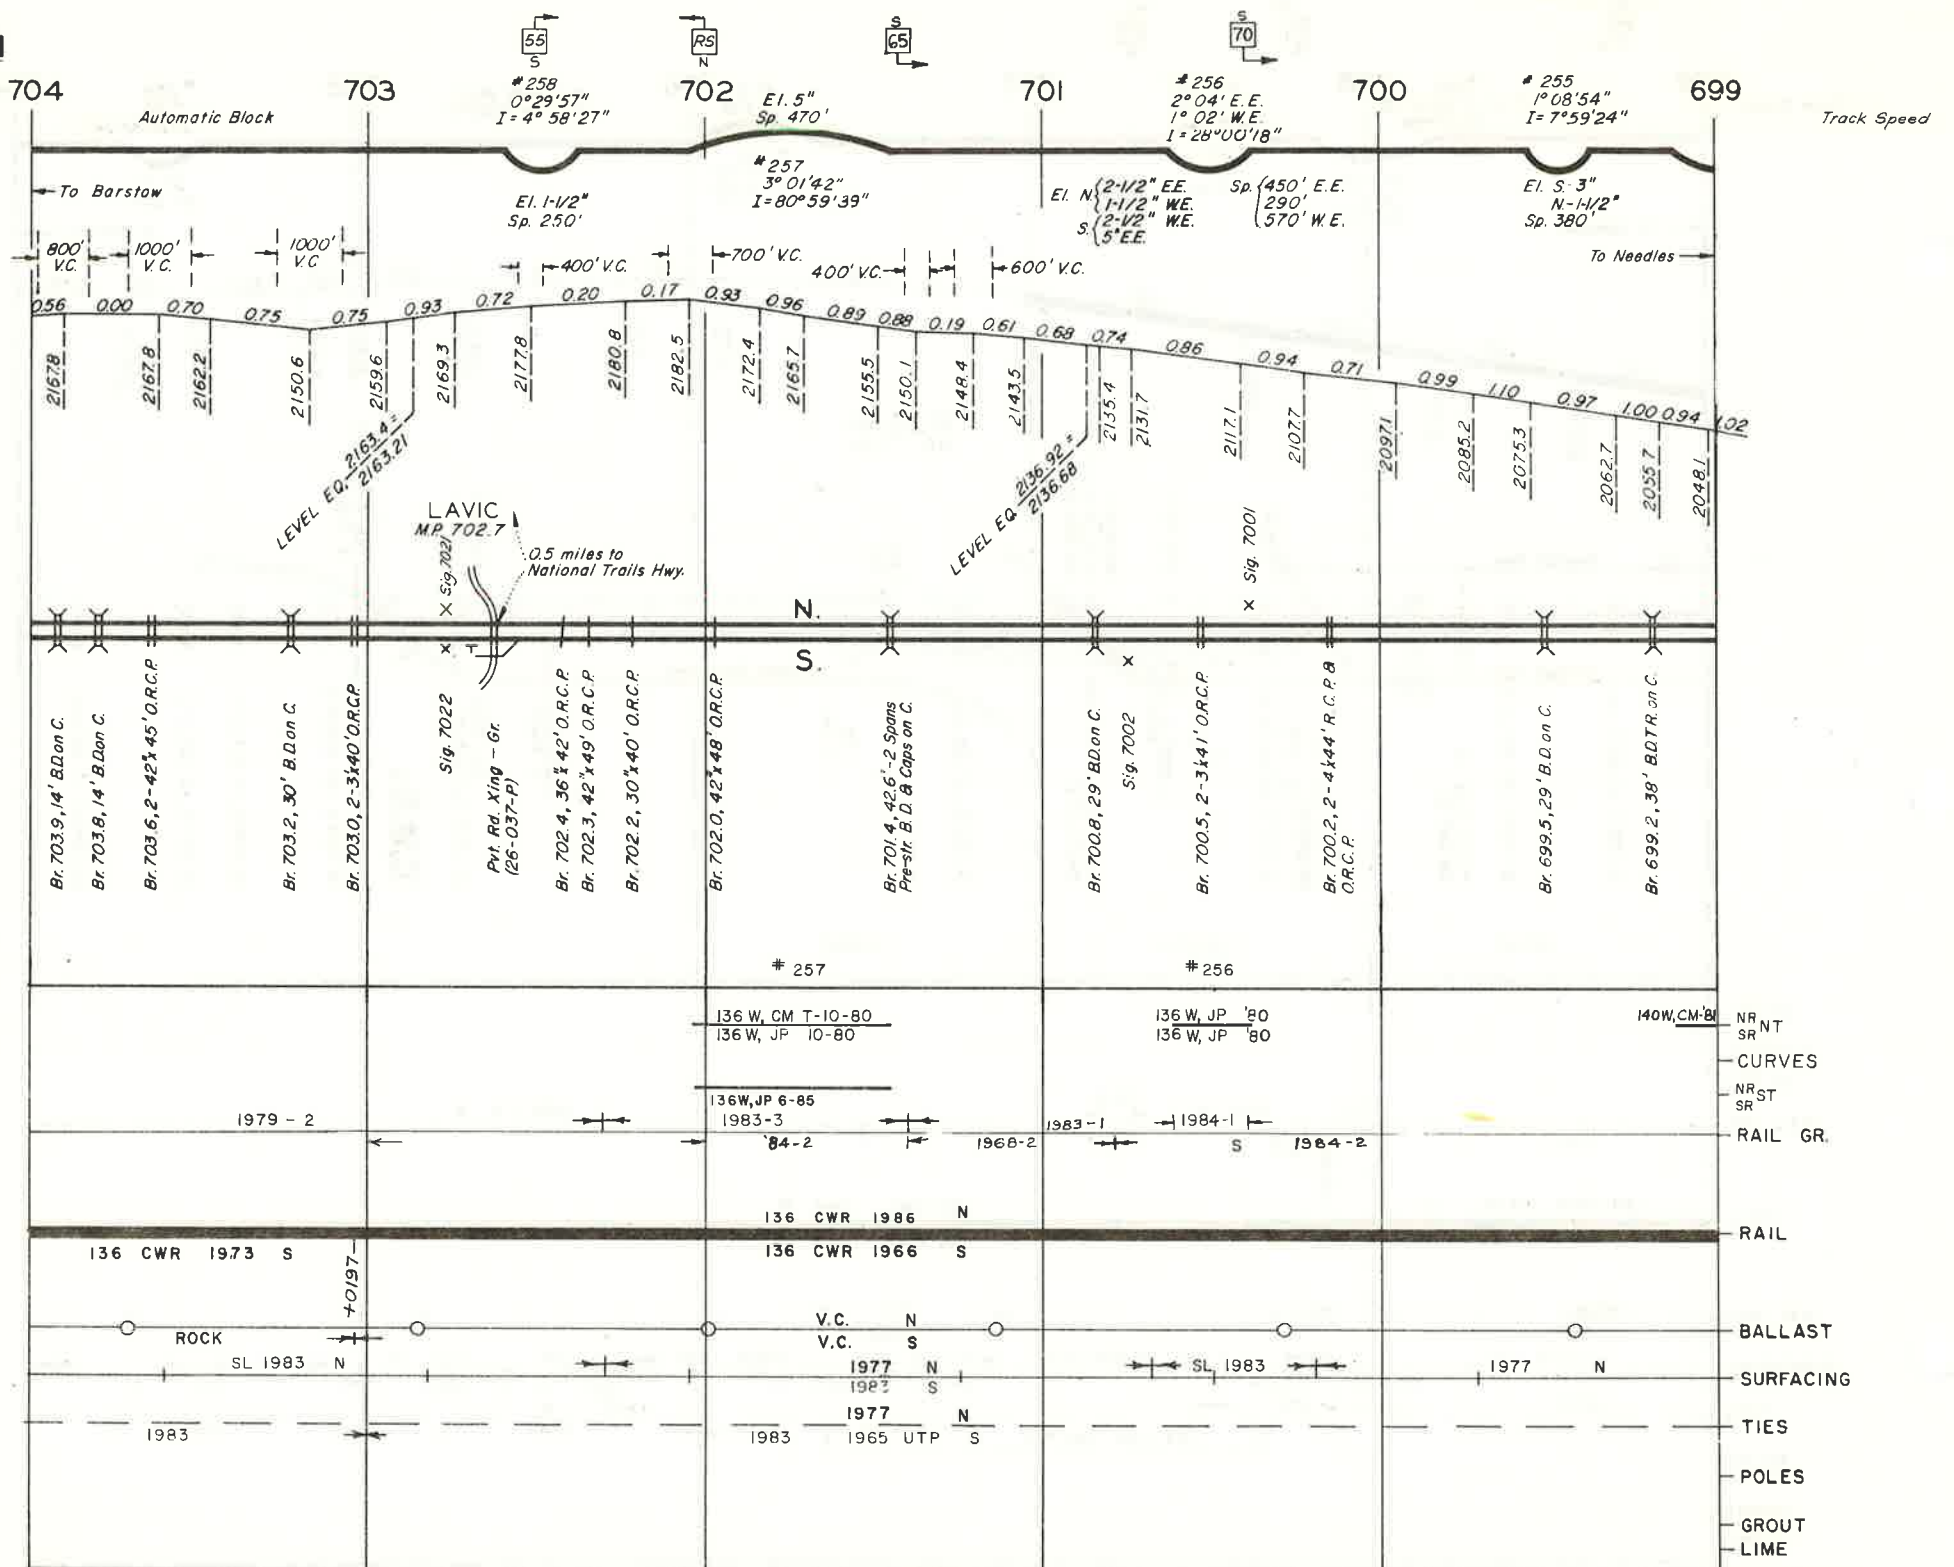 55
S
RS
N
S
65
S
70
704
703
702
701
700
699
Automatic Block
Track Speed
#258
0°29'57"
I = 4° 58'27"
El. 5"
Sp. 470'
#256
2° 04' E.E.
1° 02' W.E.
I = 28°00'18"
#255
1° 08'54"
I= 7°59'24"
To Barstow
El. 1-1/2"
Sp. 250'
#257
3° 01'42"
I=80°59'39"
El. N. 2-1/2" E.E.
1-1/2" W.E.
S. 2-1/2" W.E.
5" E.E.
Sp. 450' E.E.
290'
570' W.E.
El. S.-3"
N.-1-1/2"
Sp. 380'
To Needles
800'
V.C.
1000'
V.C.
1000'
V.C
400' V.C.
700' V.C.
400' V.C.
600' V.C.
0.56 0.00 0.70 0.75 0.75 0.93 0.72 0.20 0.17 0.93 0.96 0.89 0.88 0.19 0.61 0.68 0.74 0.86 0.94 0.71 0.99 1.10 0.97 1.00 0.94 1.02
2167.8
2167.8
2162.2
2150.6
2159.6
2169.3
2177.8
2180.8
2182.5
2172.4
2165.7
2155.5
2150.1
2148.4
2143.5
2135.4
2131.7
2117.1
2107.7
2097.1
2085.2
2075.3
2062.7
2055.7
2048.1
LEVEL EQ. 2163.4 =
2163.21
LEVEL EQ. 2136.92 =
2136.68
LAVIC
M.P. 702.7
0.5 miles to
National Trails Hwy.
Sig. 7021
Sig. 7001
N.
S.
T
Br. 703.9, 14' B.D. on C.
Br. 703.8, 14' B.D. on C.
Br. 703.6, 2-42"x 45' O.R.C.P.
Br. 703.2, 30' B.D. on C.
Br. 703.0, 2-3'x40' O.R.C.P.
Sig. 7022
Pvt. Rd. Xing - Gr.
(26-037-P)
Br. 702.4, 36"x 42' O.R.C.P.
Br. 702.3, 42"x49' O.R.C.P.
Br. 702.2, 30"x40' O.R.C.P.
Br. 702.0, 42"x48' O.R.C.P.
Br. 701.4, 42.6'-2 Spans
Pre-str. B.D. & Caps on C.
Br. 700.8, 29' B.D. on C.
Sig. 7002
Br. 700.5, 2-3'x41' O.R.C.P.
Br. 700.2, 2-4'x44' R.C.P. &
O.R.C.P.
Br. 699.5, 29' B.D. on C.
Br. 699.2, 38' B.D.T.R. on C.
# 257
# 256
136 W, CM T-10-80
136 W, JP 10-80
136 W, JP '80
136 W, JP '80
140W, CM-'81
NR
SR NT
CURVES
136W, JP 6-85
NR
SR ST
1979 - 2
1983-3
1983-1
1984-1
'84-2
1968-2
S
1984-2
RAIL GR.
136 CWR 1986 N
RAIL
136 CWR 1973 S
136 CWR 1966 S
+0197
V.C. N
V.C. S
ROCK
BALLAST
SL 1983 N
1977 N
1983 S
SL 1983
1977 N
SURFACING
1977 N
TIES
1983
1983 1965 UTP S
POLES
GROUT
LIME